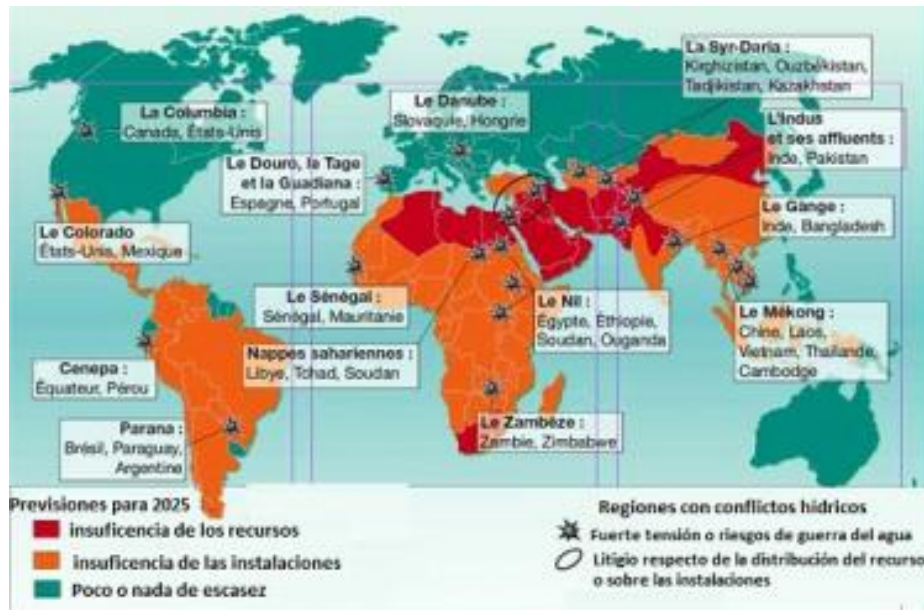 La Syr-Daria :
Kirghizistan, Ouzbékistan,
Tadjikistan, Kazakhstan
La Columbia :
Canada, États-Unis
Le Danube :
Slovaquie, Hongrie
L'Indus
et ses affluents :
Inde, Pakistan
Le Douro, le Tage
et la Guadiana :
Espagne, Portugal
Le Gange :
Inde, Bangladesh
Le Colorado
États-Unis, Mexique
Le Sénégal :
Sénégal, Mauritanie
Le Nil :
Egypte, Ethiopie,
Soudan, Ouganda
Le Mékong :
Chine, Laos,
Vietnam, Thaïlande,
Cambodge
Nappes sahariennes :
Libye, Tchad, Soudan
Cenepa :
Équateur, Pérou
Parana :
Brésil, Paraguay,
Argentine
Le Zambèze :
Zambie, Zimbabwe
Previsiones para 2025
insuficencia de los recursos
insuficencia de las instalaciones
Poco o nada de escasez
Regiones con conflictos hídricos
Fuerte tensión o riesgos de guerra del agua
Litigio respecto de la distribución del recurso
o sobre las instalaciones